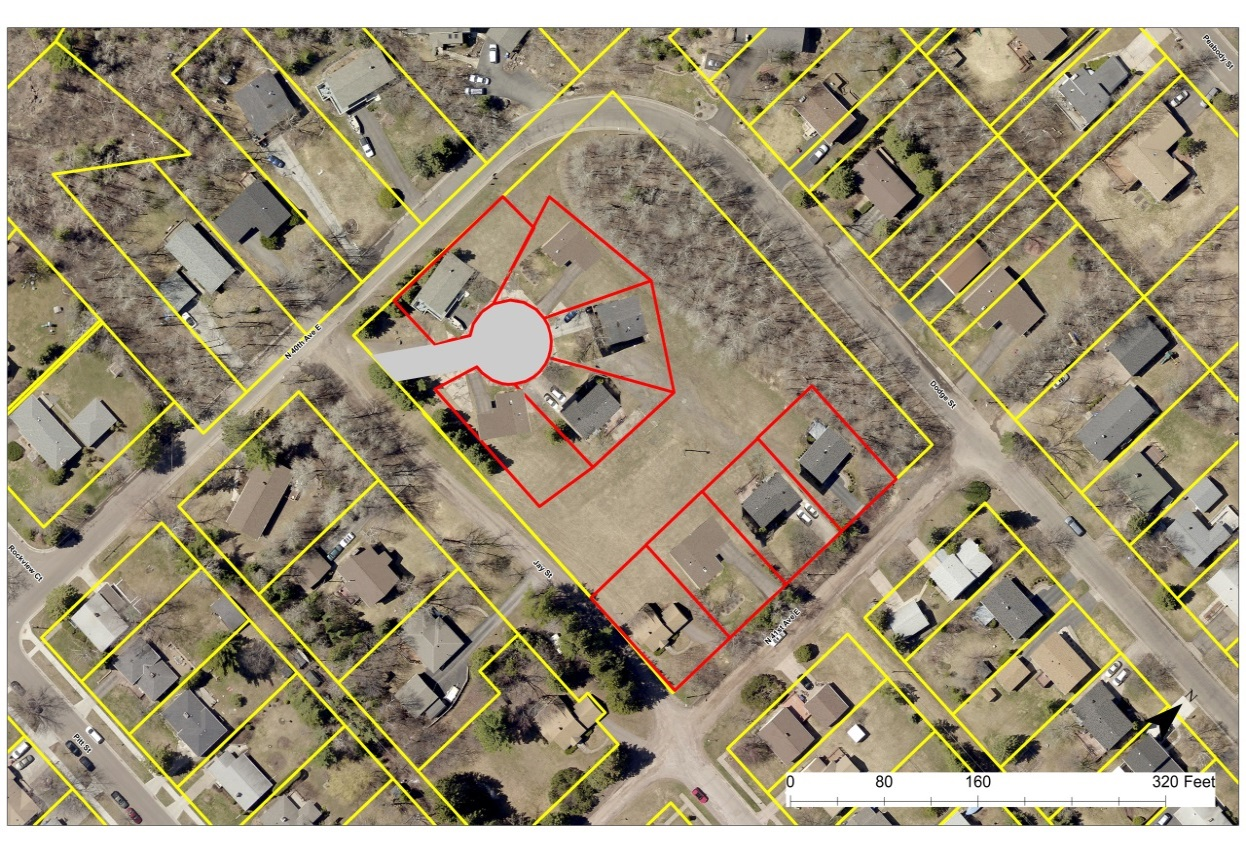 Peabody St
N 40th Ave E
Dodge St
Rockview Ct
Jay St
N 41st Ave E
N
Pitt St
0 80 160 320 Feet